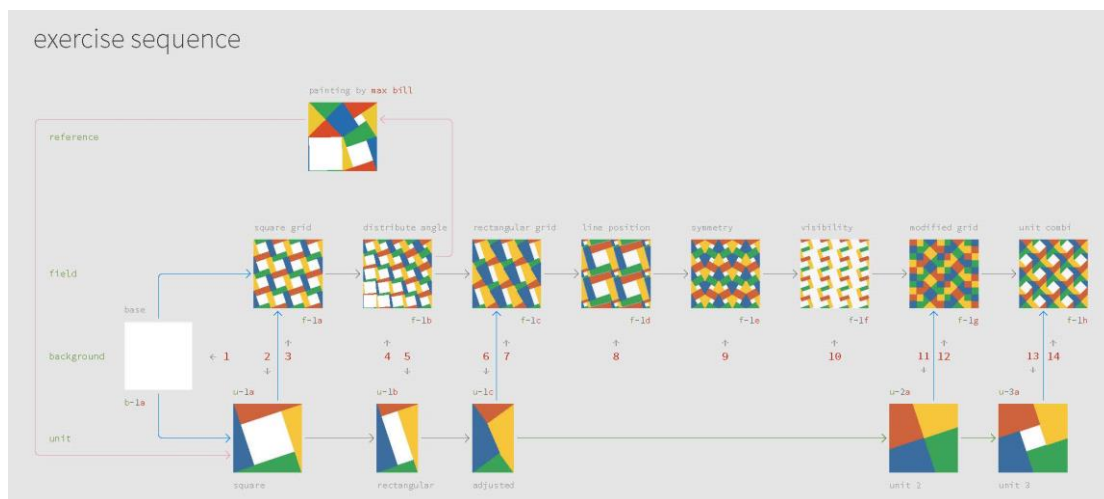 exercise sequence
painting by max bill
reference
square grid
distribute angle
rectangular grid
line position
symmetry
visibility
modified grid
unit combi
field
base
f-1a
f-1b
f-1c
f-1d
f-1e
f-1f
f-1g
f-1h
background
← 1
2
3
4
5
6
7
8
9
10
11
12
13
14
b-1a
u-1a
u-1b
u-1c
u-2a
u-3a
unit
square
rectangular
adjusted
unit 2
unit 3